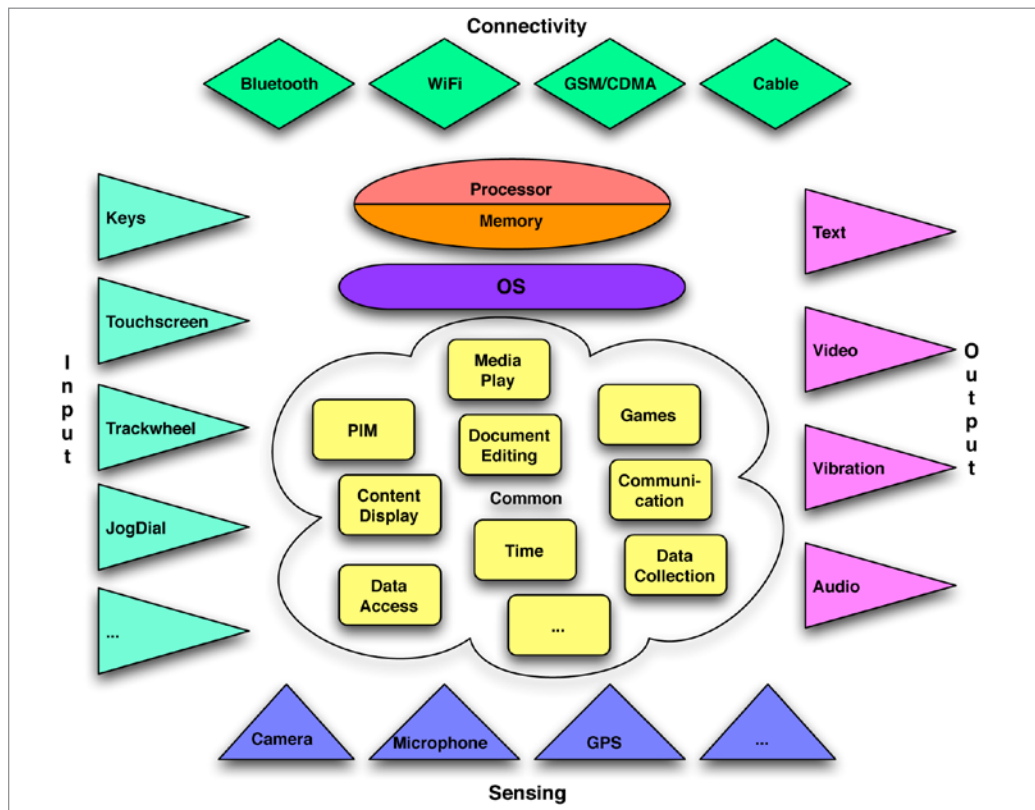 Connectivity
Bluetooth
WiFi
GSM/CDMA
Cable
Processor
Memory
OS
Input
Keys
Touchscreen
Trackwheel
JogDial
...
Media
Play
PIM
Document
Editing
Games
Content
Display
Common
Communi-
cation
Time
Data
Collection
Data
Access
...
Text
Video
Vibration
Audio
Output
Camera
Microphone
GPS
...
Sensing